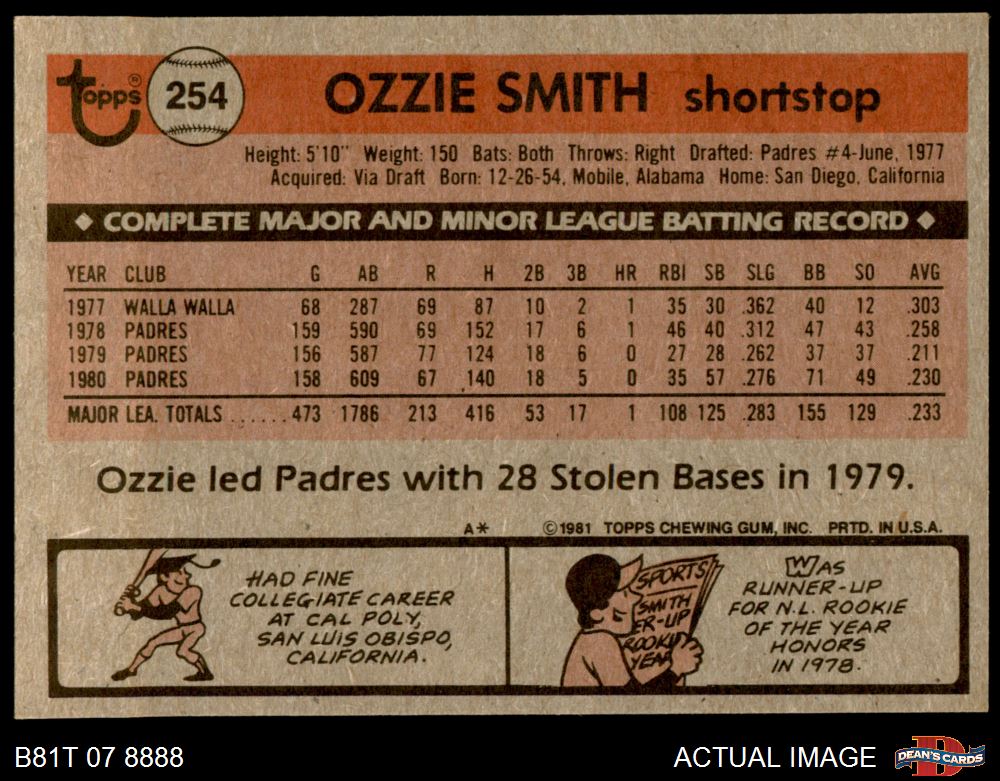 Topps® 254 OZZIE SMITH shortstop
Height: 5'10" Weight: 150 Bats: Both Throws: Right Drafted: Padres #4-June, 1977
Acquired: Via Draft Born: 12-26-54, Mobile, Alabama Home: San Diego, California
◆ COMPLETE MAJOR AND MINOR LEAGUE BATTING RECORD ◆
YEAR CLUB G AB R H 2B 3B HR RBI SB SLG BB SO AVG
1977 WALLA WALLA 68 287 69 87 10 2 1 35 30 .362 40 12 .303
1978 PADRES 159 590 69 152 17 6 1 46 40 .312 47 43 .258
1979 PADRES 156 587 77 124 18 6 0 27 28 .262 37 37 .211
1980 PADRES 158 609 67 140 18 5 0 35 57 .276 71 49 .230
MAJOR LEA. TOTALS ......473 1786 213 416 53 17 1 108 125 .283 155 129 .233
Ozzie led Padres with 28 Stolen Bases in 1979.
A* ©1981 TOPPS CHEWING GUM, INC. PRTD. IN U.S.A.
HAD FINE
COLLEGIATE CAREER
AT CAL POLY,
SAN LUIS OBISPO,
CALIFORNIA.
SPORTS
SMITH
ER-UP
ROOKIE
YEAR
WAS
RUNNER-UP
FOR N.L. ROOKIE
OF THE YEAR
HONORS
IN 1978.
B81T 07 8888 ACTUAL IMAGE DEAN'S CARDS